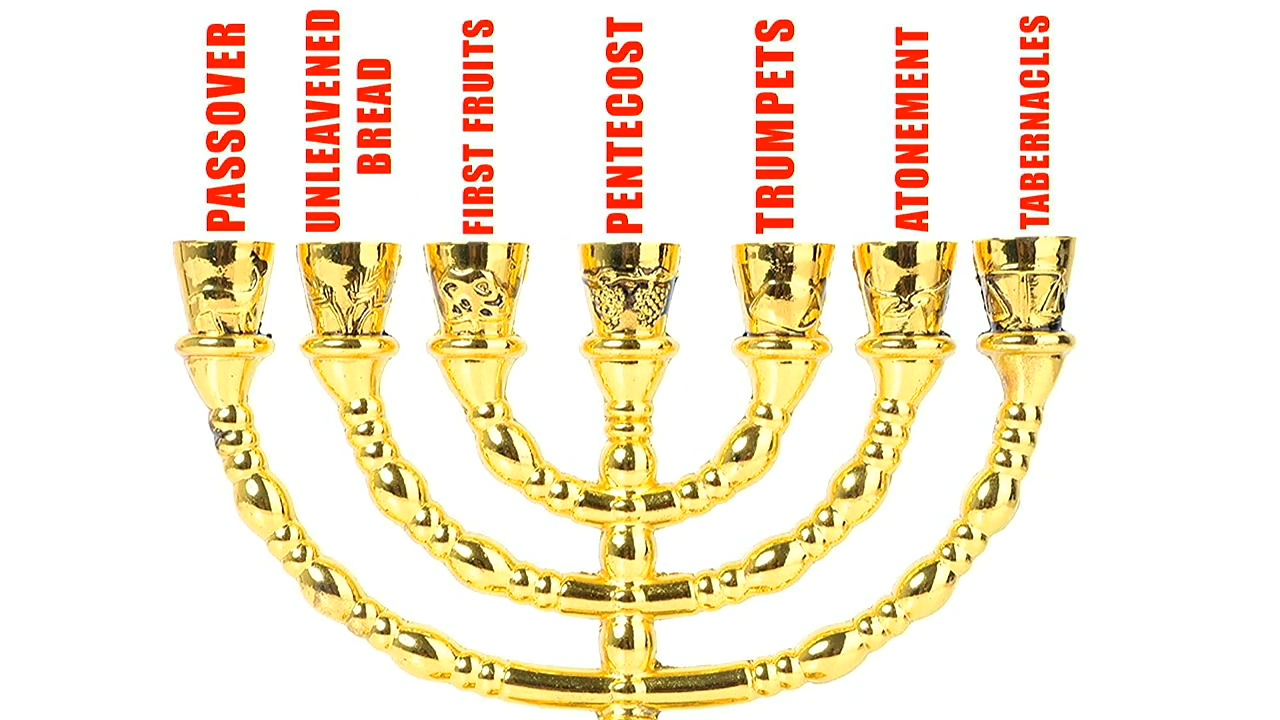 PASSOVER
UNLEAVENED
BREAD
FIRST FRUITS
PENTECOST
TRUMPETS
ATONEMENT
TABERNACLES